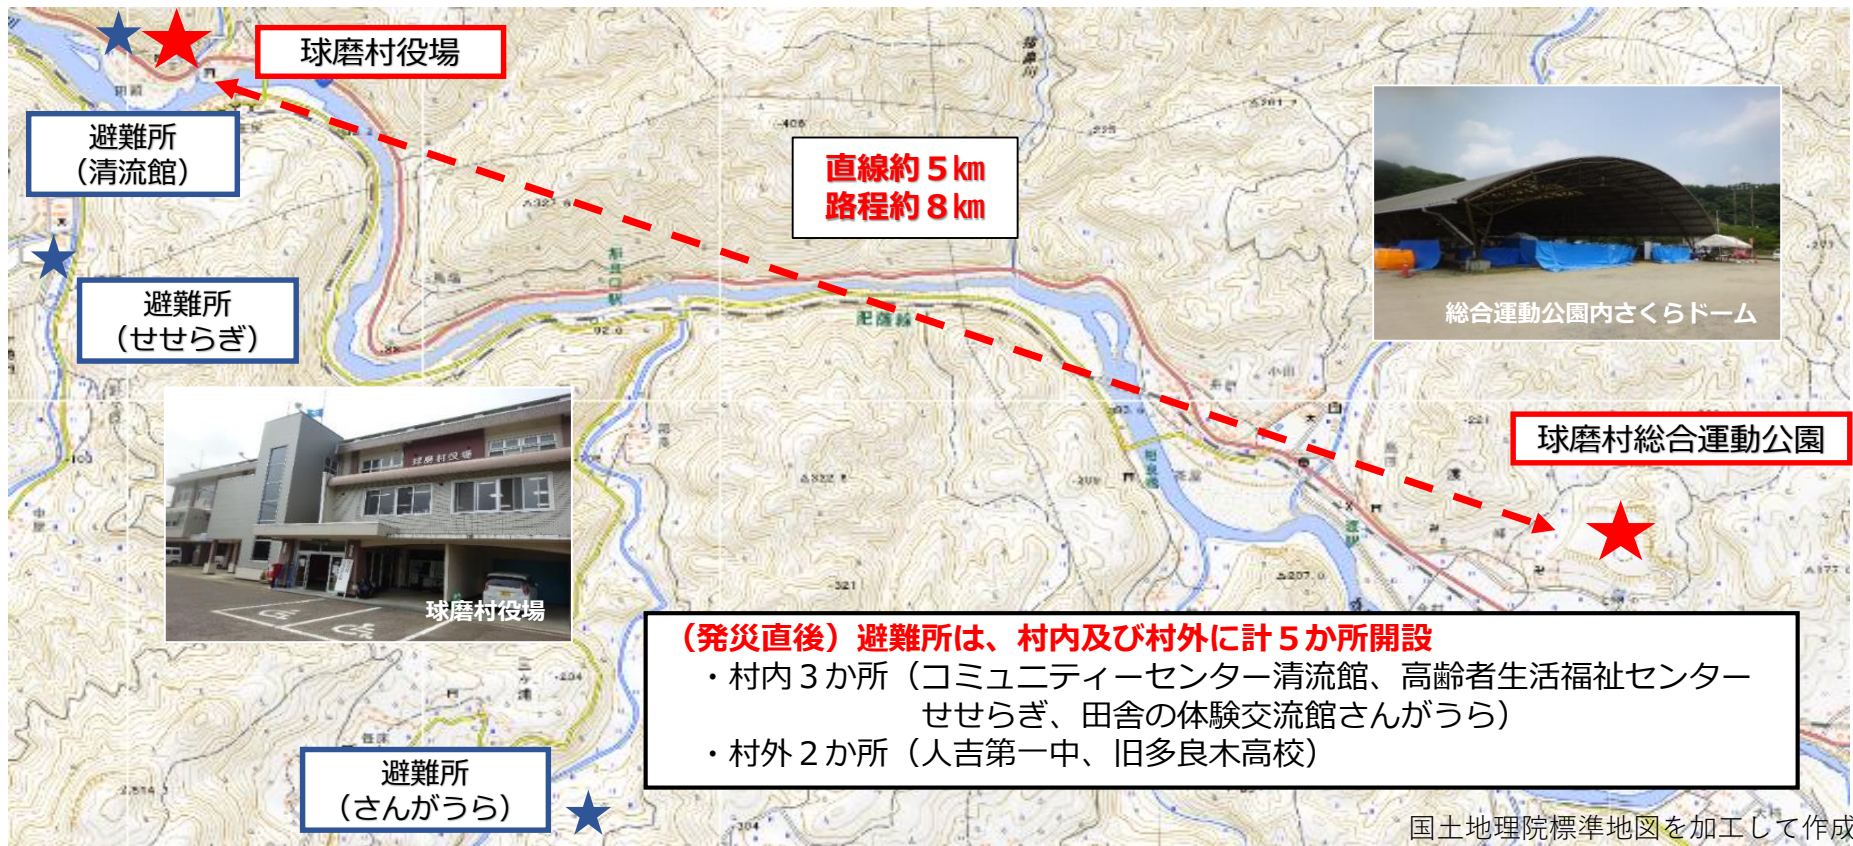 球磨村役場
避難所
（清流館）
避難所
（せせらぎ）
直線約５㎞
路程約８㎞
総合運動公園内さくらドーム
肥薩線
球磨村総合運動公園
球磨村役場
球磨村役場
（発災直後）避難所は、村内及び村外に計５か所開設
・村内３か所（コミュニティーセンター清流館、高齢者生活福祉センター
せせらぎ、田舎の体験交流館さんがうら）
・村外２か所（人吉第一中、旧多良木高校）
避難所
（さんがうら）
国土地理院標準地図を加工して作成